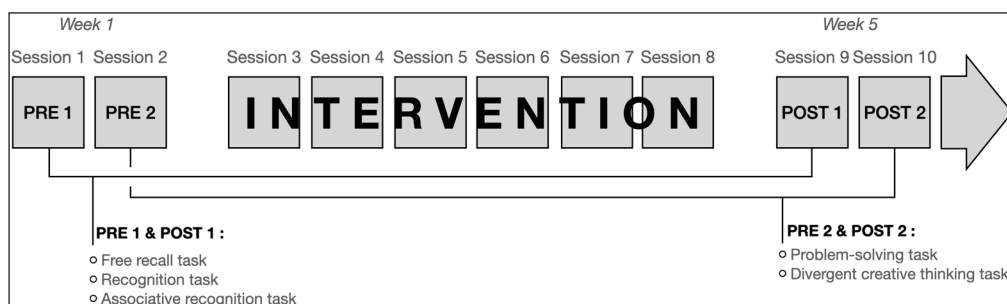 Week 1
Week 5
Session 1 Session 2 Session 3 Session 4 Session 5 Session 6 Session 7 Session 8 Session 9 Session 10
PRE 1 PRE 2 INTERVENTION POST 1 POST 2
PRE 1 & POST 1 :
Free recall task
Recognition task
Associative recognition task
PRE 2 & POST 2 :
Problem-solving task
Divergent creative thinking task